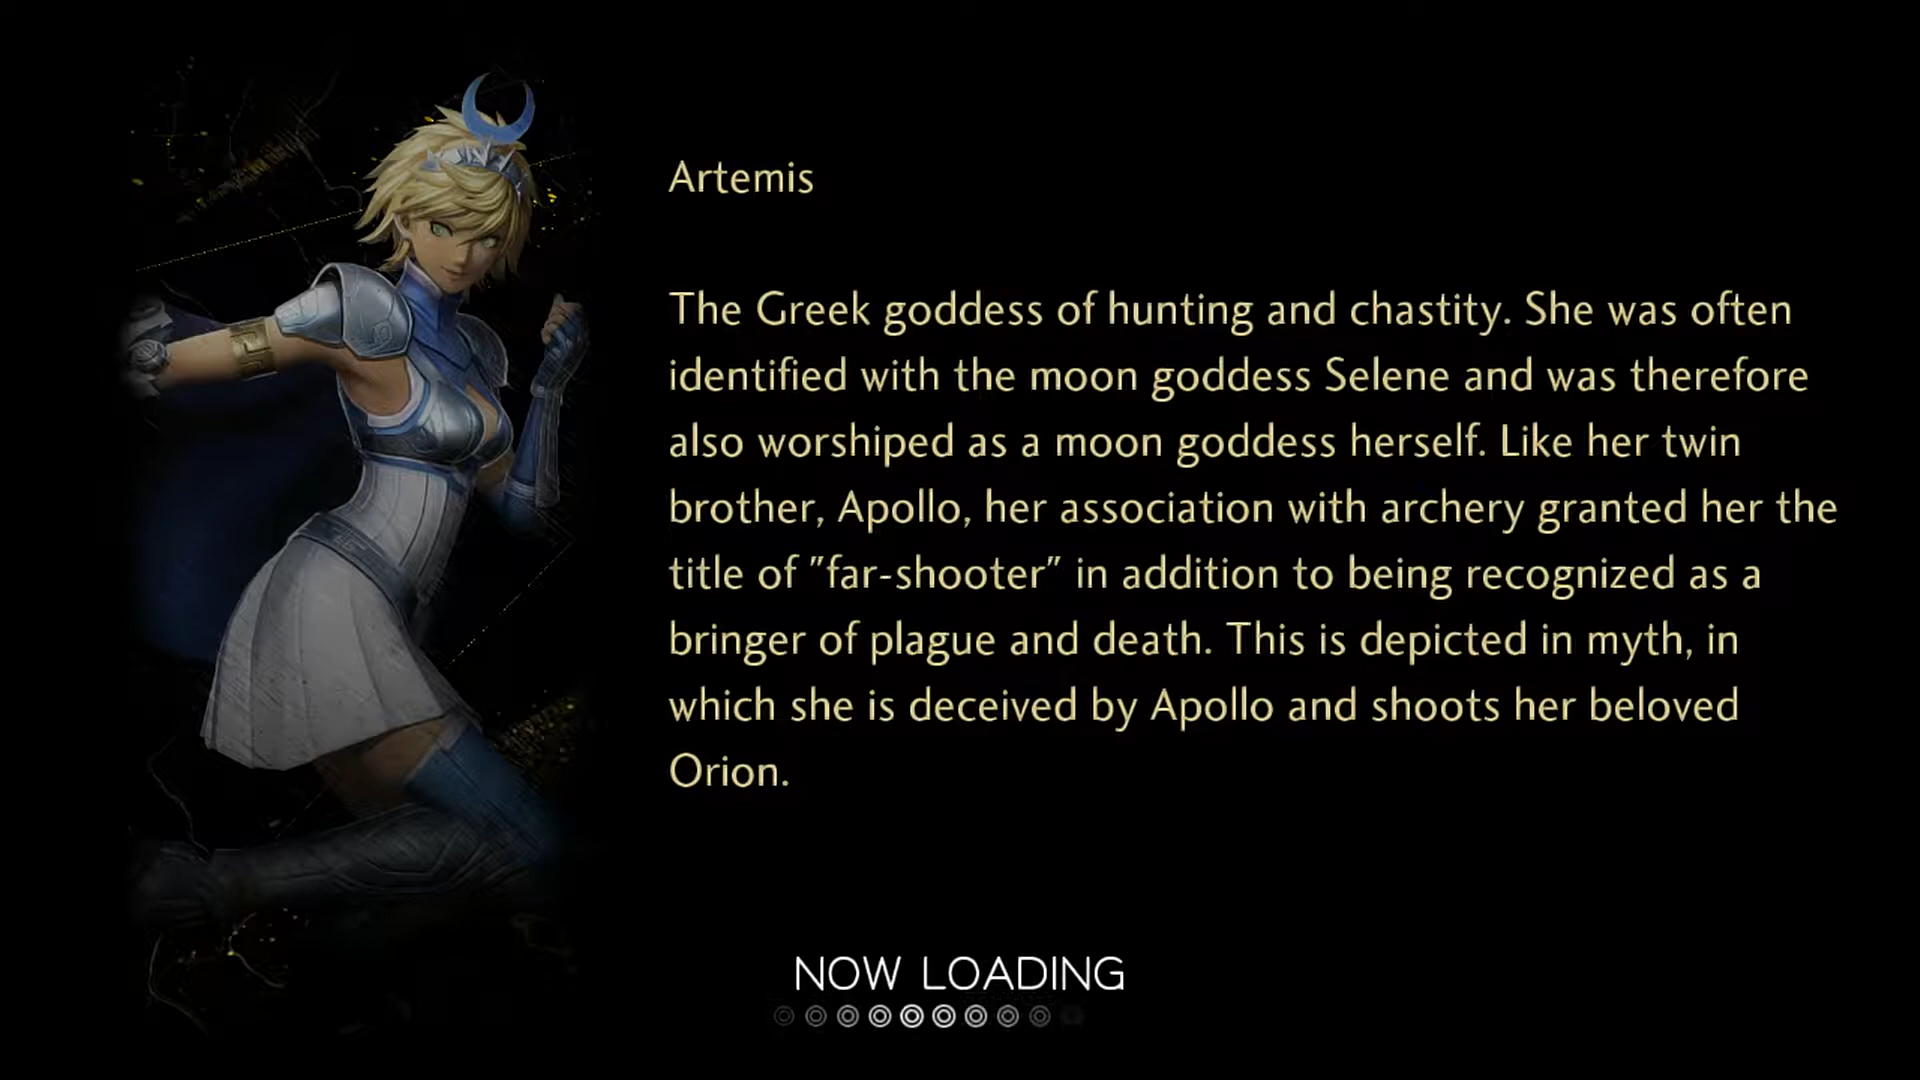 Artemis
The Greek goddess of hunting and chastity. She was often
identified with the moon goddess Selene and was therefore
also worshiped as a moon goddess herself. Like her twin
brother, Apollo, her association with archery granted her the
title of "far-shooter" in addition to being recognized as a
bringer of plague and death. This is depicted in myth, in
which she is deceived by Apollo and shoots her beloved
Orion.
NOW LOADING